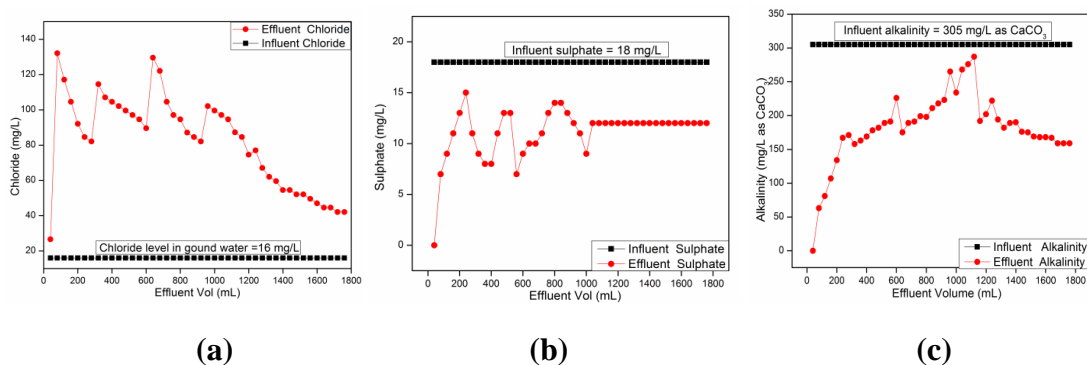 Effluent Chloride
Influent Chloride
140
120
100
80
60
40
20
Chloride (mg/L)
Chloride level in gound water =16 mg/L
0 200 400 600 800 1000 1200 1400 1600 1800
Effluent Vol (mL)
(a)
Influent sulphate = 18 mg/L
20
15
10
5
0
Sulphate (mg/L)
Influent Sulphate
Effluent Sulphate
0 200 400 600 800 1000 1200 1400 1600 1800
Effluent Vol (mL)
(b)
Influent alkalinity = 305 mg/L as CaCO3
350
300
250
200
150
100
50
0
-50
Alkalinity (mg/L as CaCO3)
Influent Alkalinity
Effluent Alkalinity
0 200 400 600 800 1000 1200 1400 1600 1800
Effluent Volume (mL)
(c)